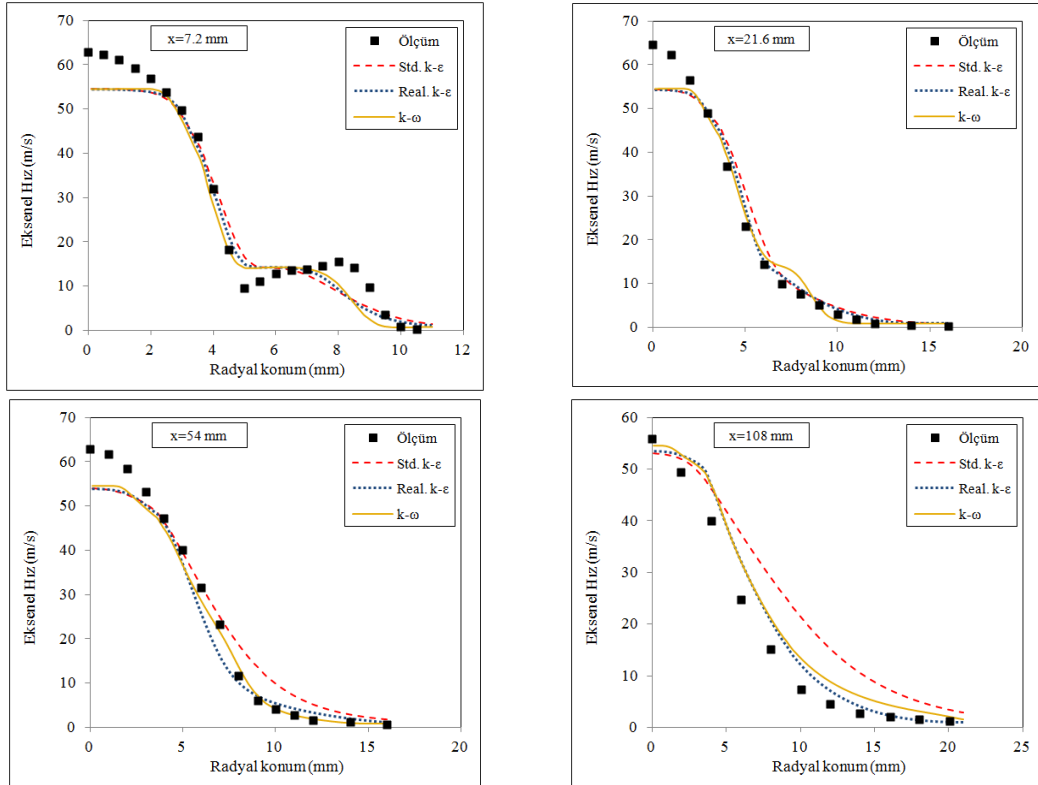 x=7.2 mm
Ölçüm
Std. k-ε
Real. k-ε
k-ω
Eksenel Hız (m/s)
70
60
50
40
30
20
10
0
0 2 4 6 8 10 12
Radyal konum (mm)
x=21.6 mm
Ölçüm
Std. k-ε
Real. k-ε
k-ω
Eksenel Hız (m/s)
70
60
50
40
30
20
10
0
0 5 10 15 20
Radyal konum (mm)
x=54 mm
Ölçüm
Std. k-ε
Real. k-ε
k-ω
Eksenel Hız (m/s)
70
60
50
40
30
20
10
0
0 5 10 15 20
Radyal konum (mm)
x=108 mm
Ölçüm
Std. k-ε
Real. k-ε
k-ω
Eksenel Hız (m/s)
60
50
40
30
20
10
0
0 5 10 15 20 25
Radyal konum (mm)